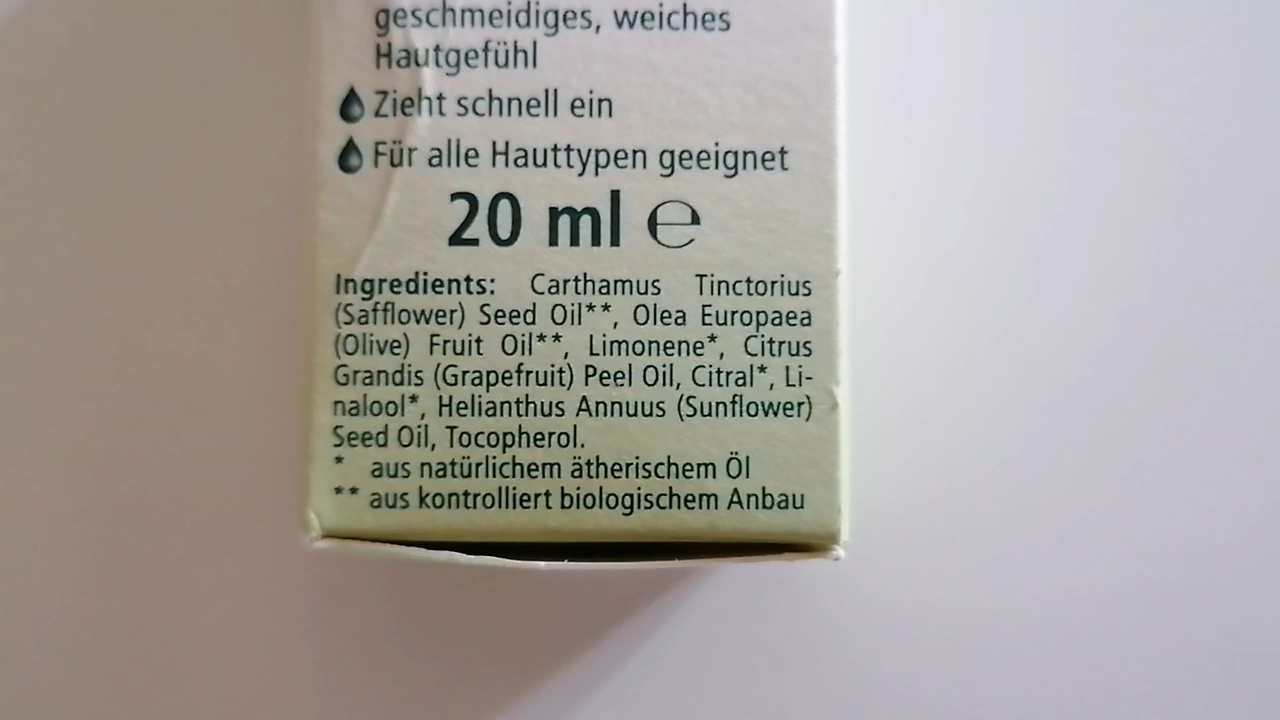 geschmeidiges, weiches
Hautgefühl
Zieht schnell ein
Für alle Hauttypen geeignet
20 ml ℮
Ingredients: Carthamus Tinctorius
(Safflower) Seed Oil**, Olea Europaea
(Olive) Fruit Oil**, Limonene*, Citrus
Grandis (Grapefruit) Peel Oil, Citral*, Li-
nalool*, Helianthus Annuus (Sunflower)
Seed Oil, Tocopherol.
* aus natürlichem ätherischem Öl
** aus kontrolliert biologischem Anbau